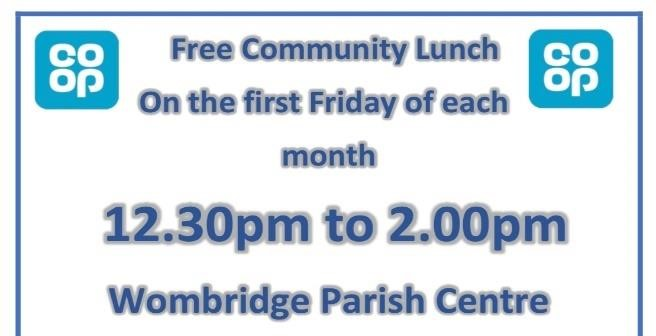 co
op
Free Community Lunch
co
op
On the first Friday of each
month
12.30pm to 2.00pm
Wombridge Parish Centre